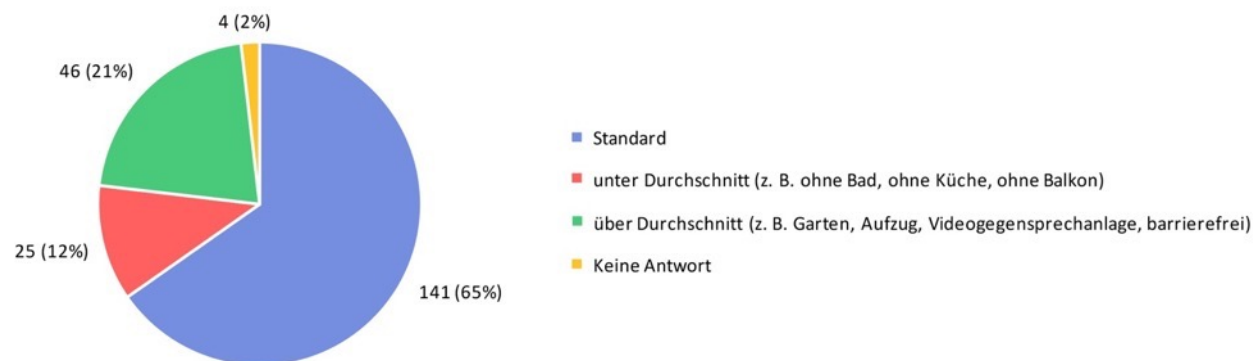 4 (2%)
46 (21%)
25 (12%)
141 (65%)
Standard
unter Durchschnitt (z. B. ohne Bad, ohne Küche, ohne Balkon)
über Durchschnitt (z. B. Garten, Aufzug, Videogegensprechanlage, barrierefrei)
Keine Antwort